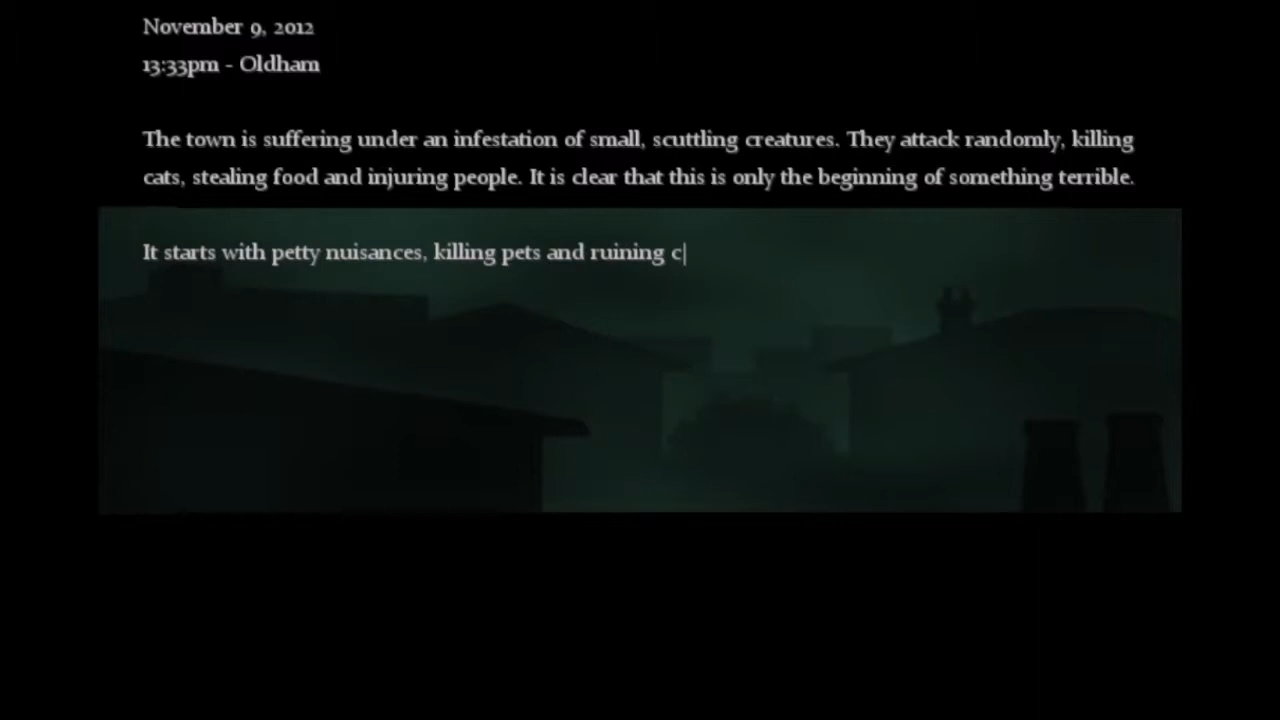 November 9, 2012
13:33pm - Oldham
The town is suffering under an infestation of small, scuttling creatures. They attack randomly, killing
cats, stealing food and injuring people. It is clear that this is only the beginning of something terrible.
It starts with petty nuisances, killing pets and ruining c